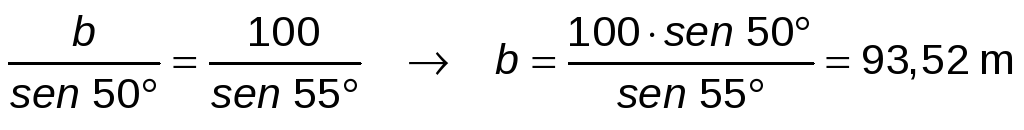 b / sen 50° = 100 / sen 55° → b = 100 · sen 50° / sen 55° = 93,52 m